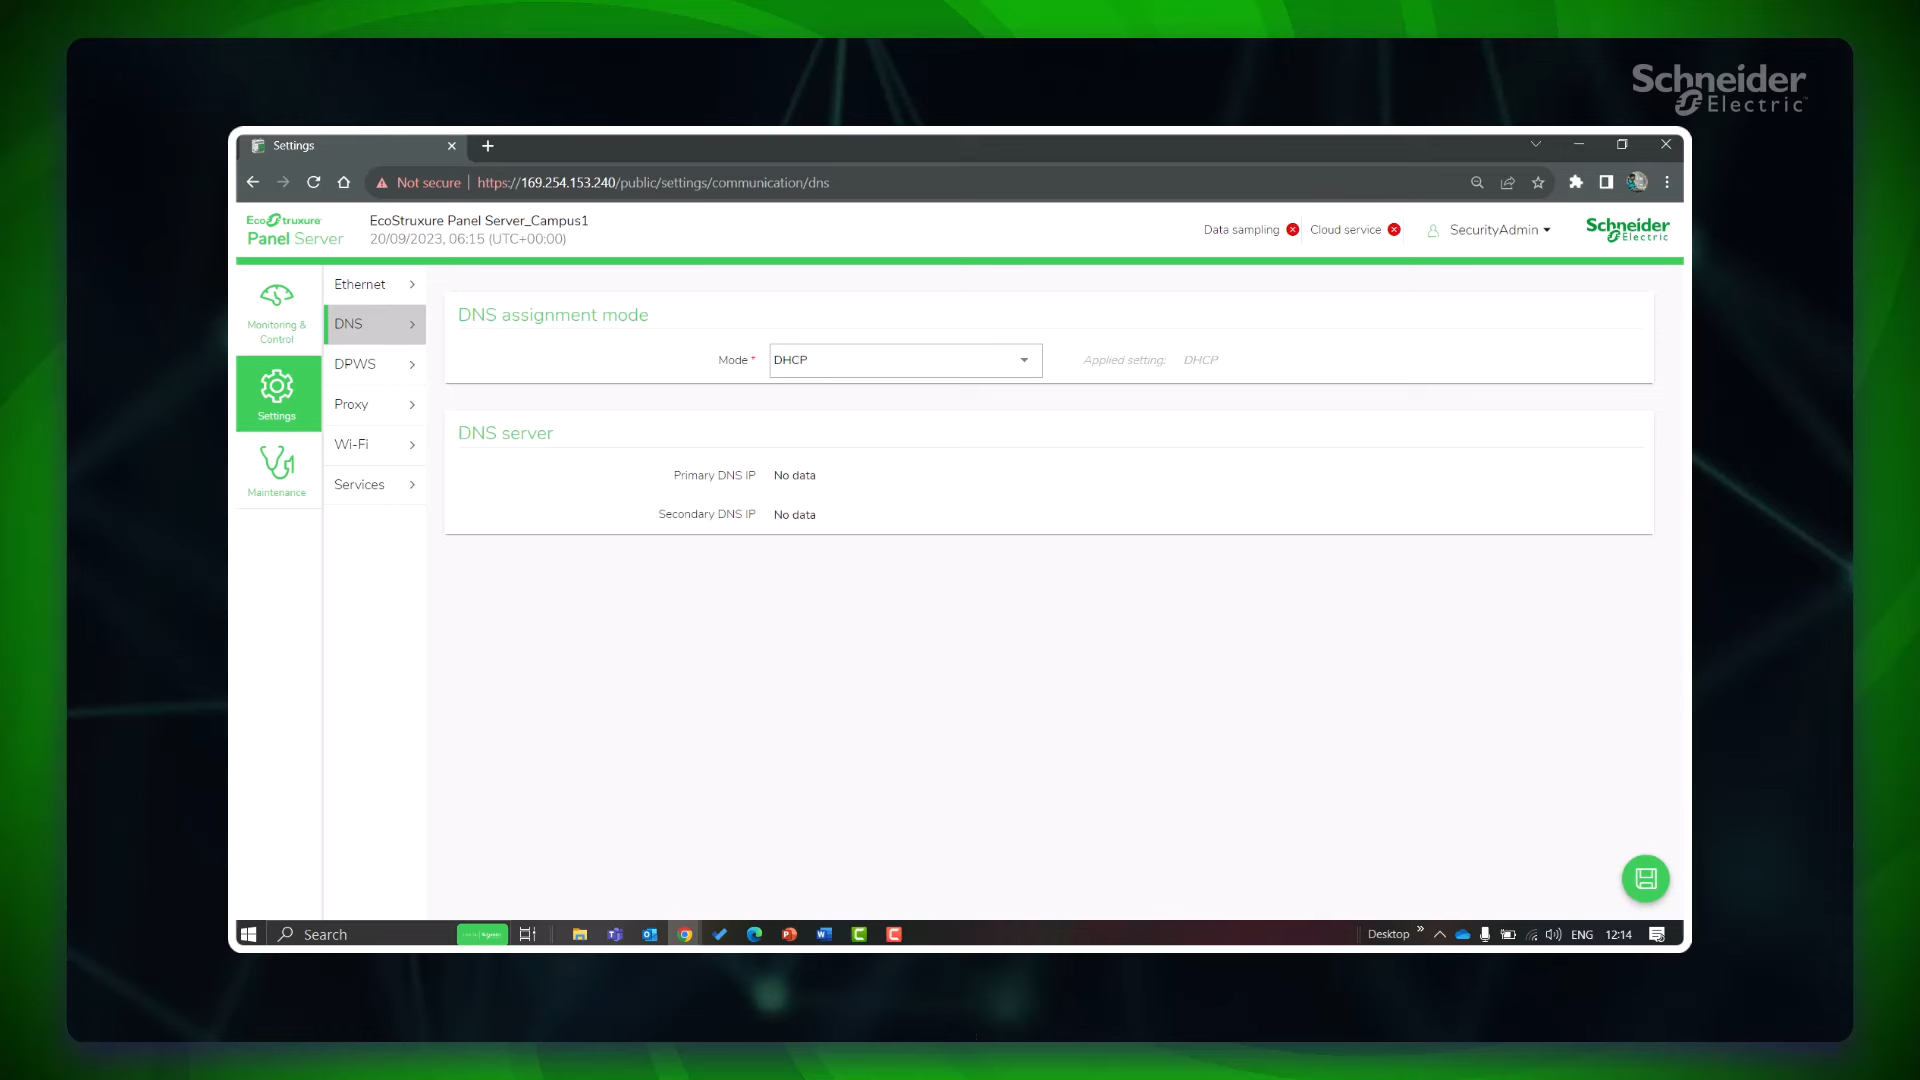 Schneider
Electric
Settings
Not secure
https://169.254.153.240/public/settings/communication/dns
EcoStruxure
Panel Server
EcoStruxure Panel Server_Campus1
20/09/2023, 06:15 (UTC+00:00)
Data sampling
Cloud service
SecurityAdmin
Schneider
Electric
Monitoring &
Control
Settings
Maintenance
Ethernet
DNS
DPWS
Proxy
Wi-Fi
Services
DNS assignment mode
Mode *
DHCP
Applied setting: DHCP
DNS server
Primary DNS IP No data
Secondary DNS IP No data
Search
Desktop
ENG
12:14